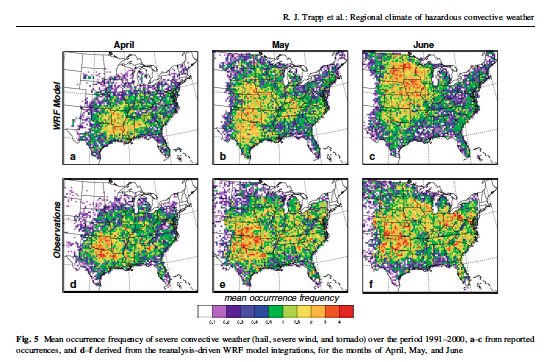 R. J. Trapp et al.: Regional climate of hazardous convective weather
April May June
WRF Model
a b c
Observations
d e f
mean occurrrence frequency
0.1 0.2 0.3 0.4 0.5 1 1.5 2 3 4
Fig. 5 Mean occurrence frequency of severe convective weather (hail, severe wind, and tornado) over the period 1991–2000, a–c from reported
occurrences, and d–f derived from the reanalysis-driven WRF model integrations, for the months of April, May, and June